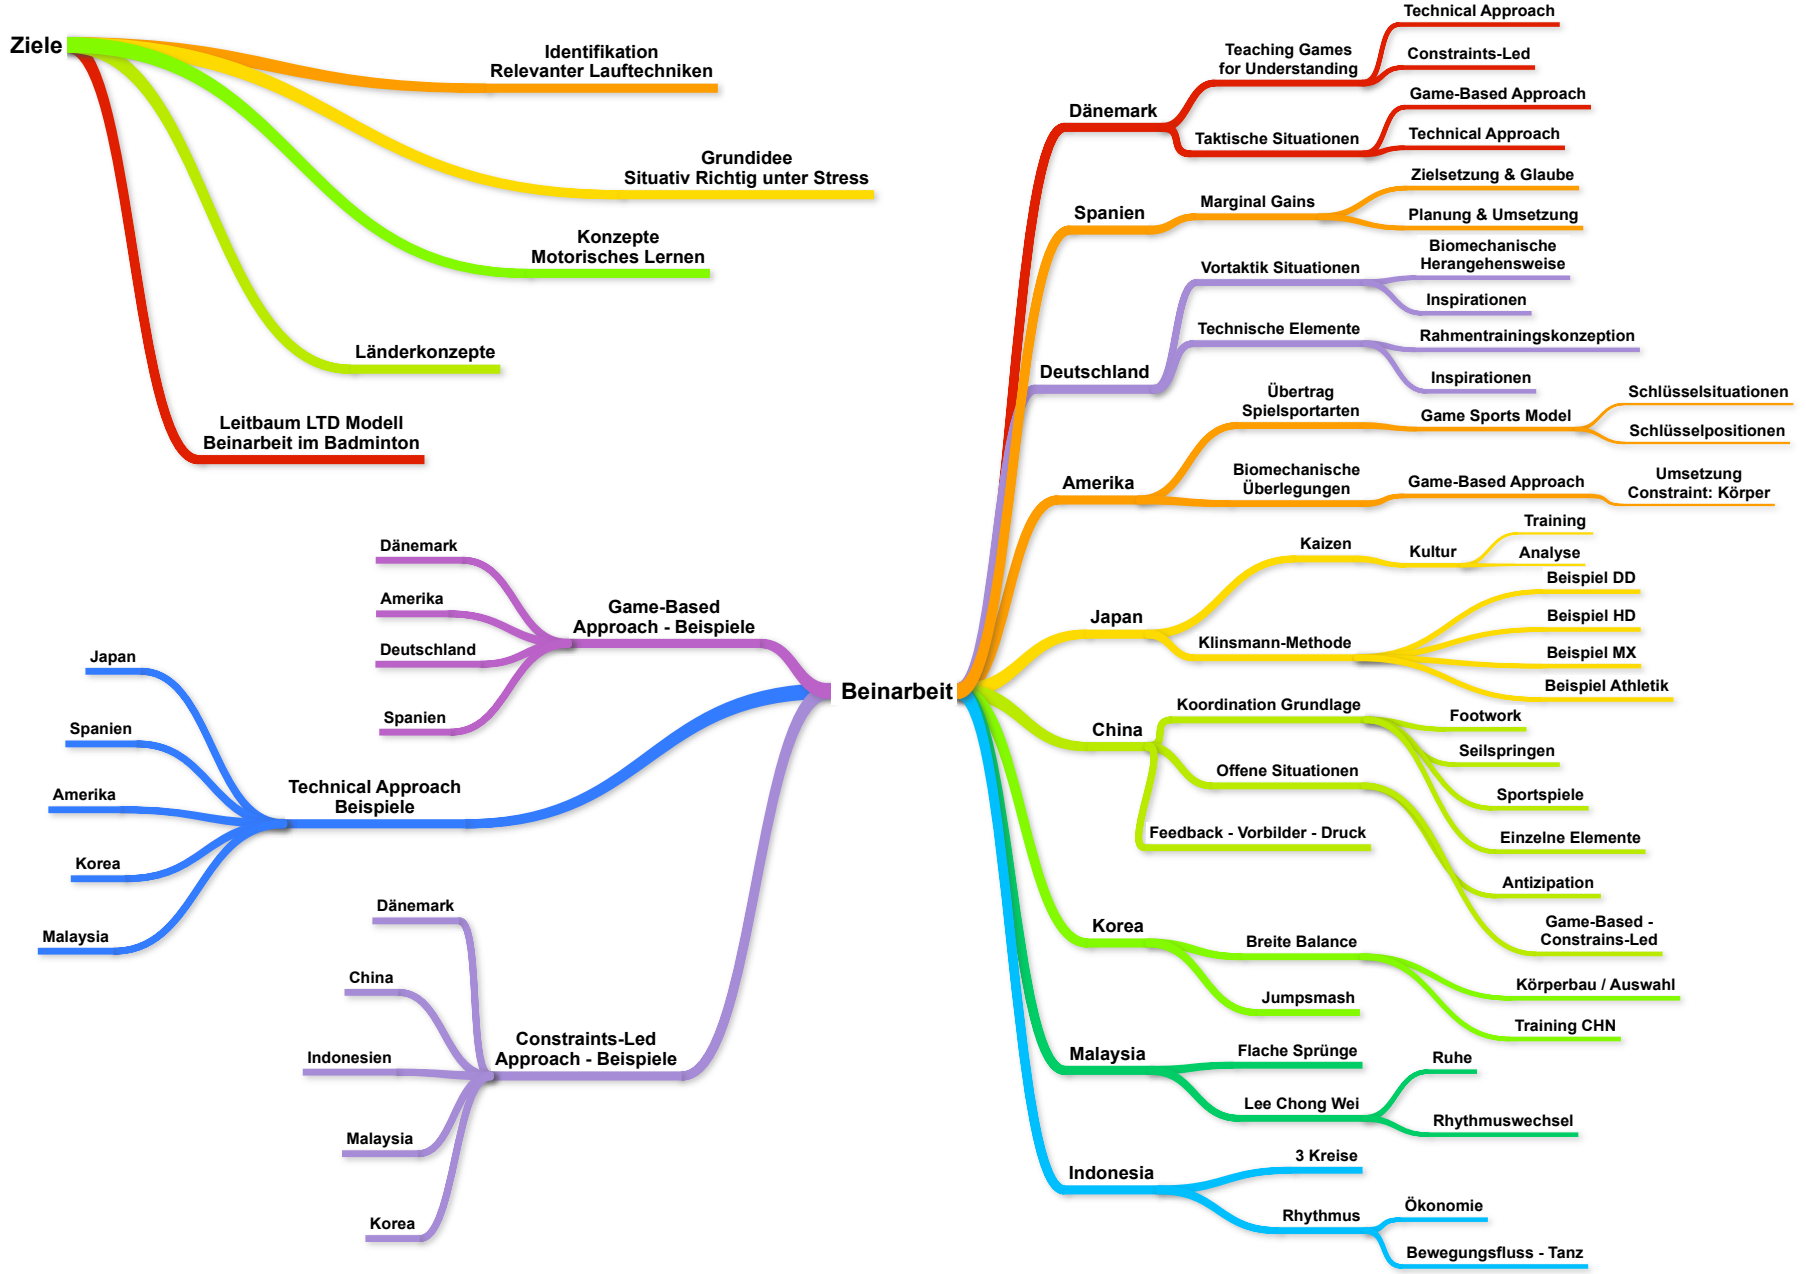 Ziele
Identifikation
Relevanter Lauftechniken
Grundidee
Situativ Richtig unter Stress
Konzepte
Motorisches Lernen
Länderkonzepte
Leitbaum LTD Modell
Beinarbeit im Badminton
Beinarbeit
Game-Based
Approach - Beispiele
Dänemark
Amerika
Deutschland
Spanien
Technical Approach
Beispiele
Japan
Spanien
Amerika
Korea
Malaysia
Constraints-Led
Approach - Beispiele
Dänemark
China
Indonesien
Malaysia
Korea
Dänemark
Teaching Games
for Understanding
Technical Approach
Constraints-Led
Taktische Situationen
Game-Based Approach
Technical Approach
Spanien
Marginal Gains
Zielsetzung & Glaube
Planung & Umsetzung
Deutschland
Vortaktik Situationen
Biomechanische
Herangehensweise
Inspirationen
Technische Elemente
Rahmentrainingskonzeption
Inspirationen
Amerika
Übertrag
Spielsportarten
Game Sports Model
Schlüsselsituationen
Schlüsselpositionen
Biomechanische
Überlegungen
Game-Based Approach
Umsetzung
Constraint: Körper
Japan
Kaizen
Kultur
Training
Analyse
Klinsmann-Methode
Beispiel DD
Beispiel HD
Beispiel MX
Beispiel Athletik
China
Koordination Grundlage
Footwork
Seilspringen
Sportspiele
Einzelne Elemente
Offene Situationen
Antizipation
Game-Based -
Constrains-Led
Feedback - Vorbilder - Druck
Korea
Breite Balance
Körperbau / Auswahl
Training CHN
Jumpsmash
Malaysia
Flache Sprünge
Lee Chong Wei
Ruhe
Rhythmuswechsel
Indonesia
3 Kreise
Rhythmus
Ökonomie
Bewegungsfluss - Tanz